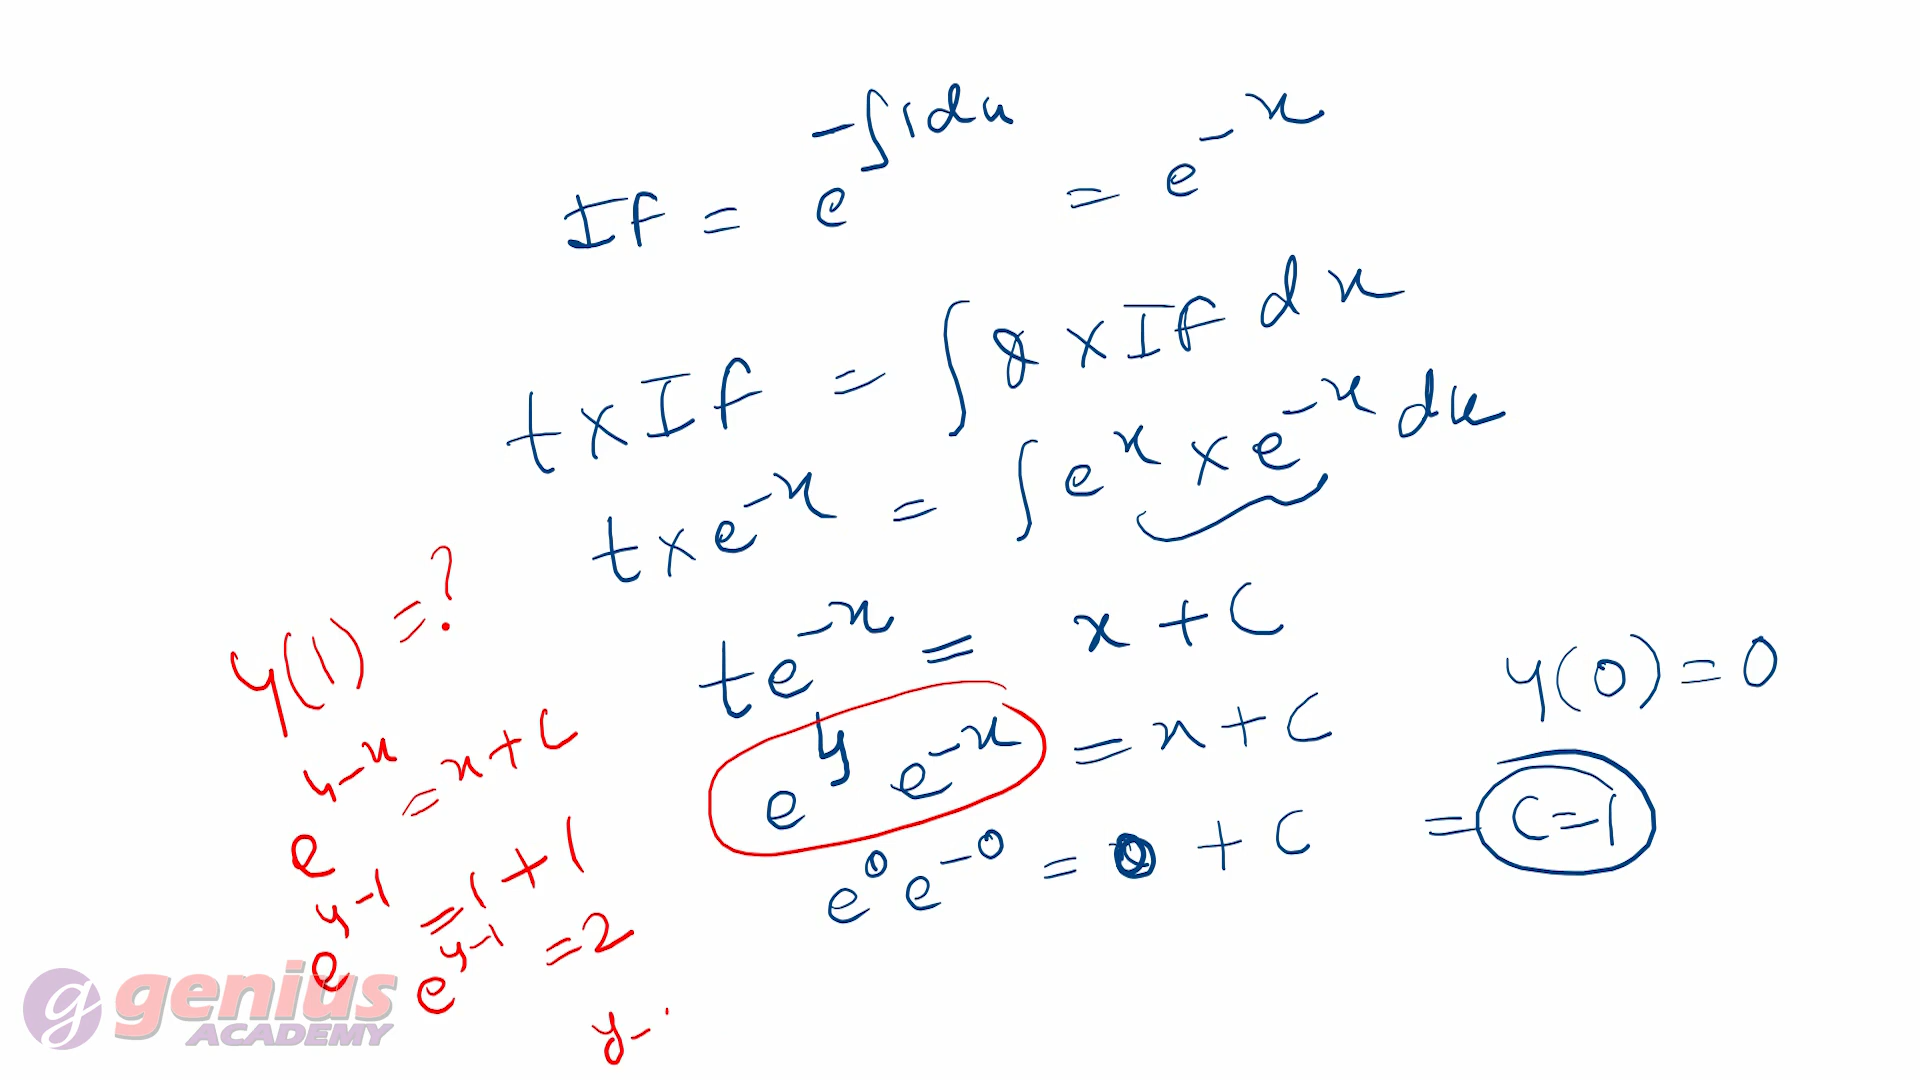 IF = e^{-∫1dx} = e^{-x}
t×IF = ∫Q×IF dx
t×e^{-x} = ∫e^x × e^{-x} dx
te^{-x} = x+C
e^y e^{-x} = x+C
e^0 e^{-0} = 0+C
y(0)=0
= C=1
y(1)=?
e^{y-x} = x+C
e^{y-1} = 1+1
e^{y-1} = 2
y-
g genius
ACADEMY